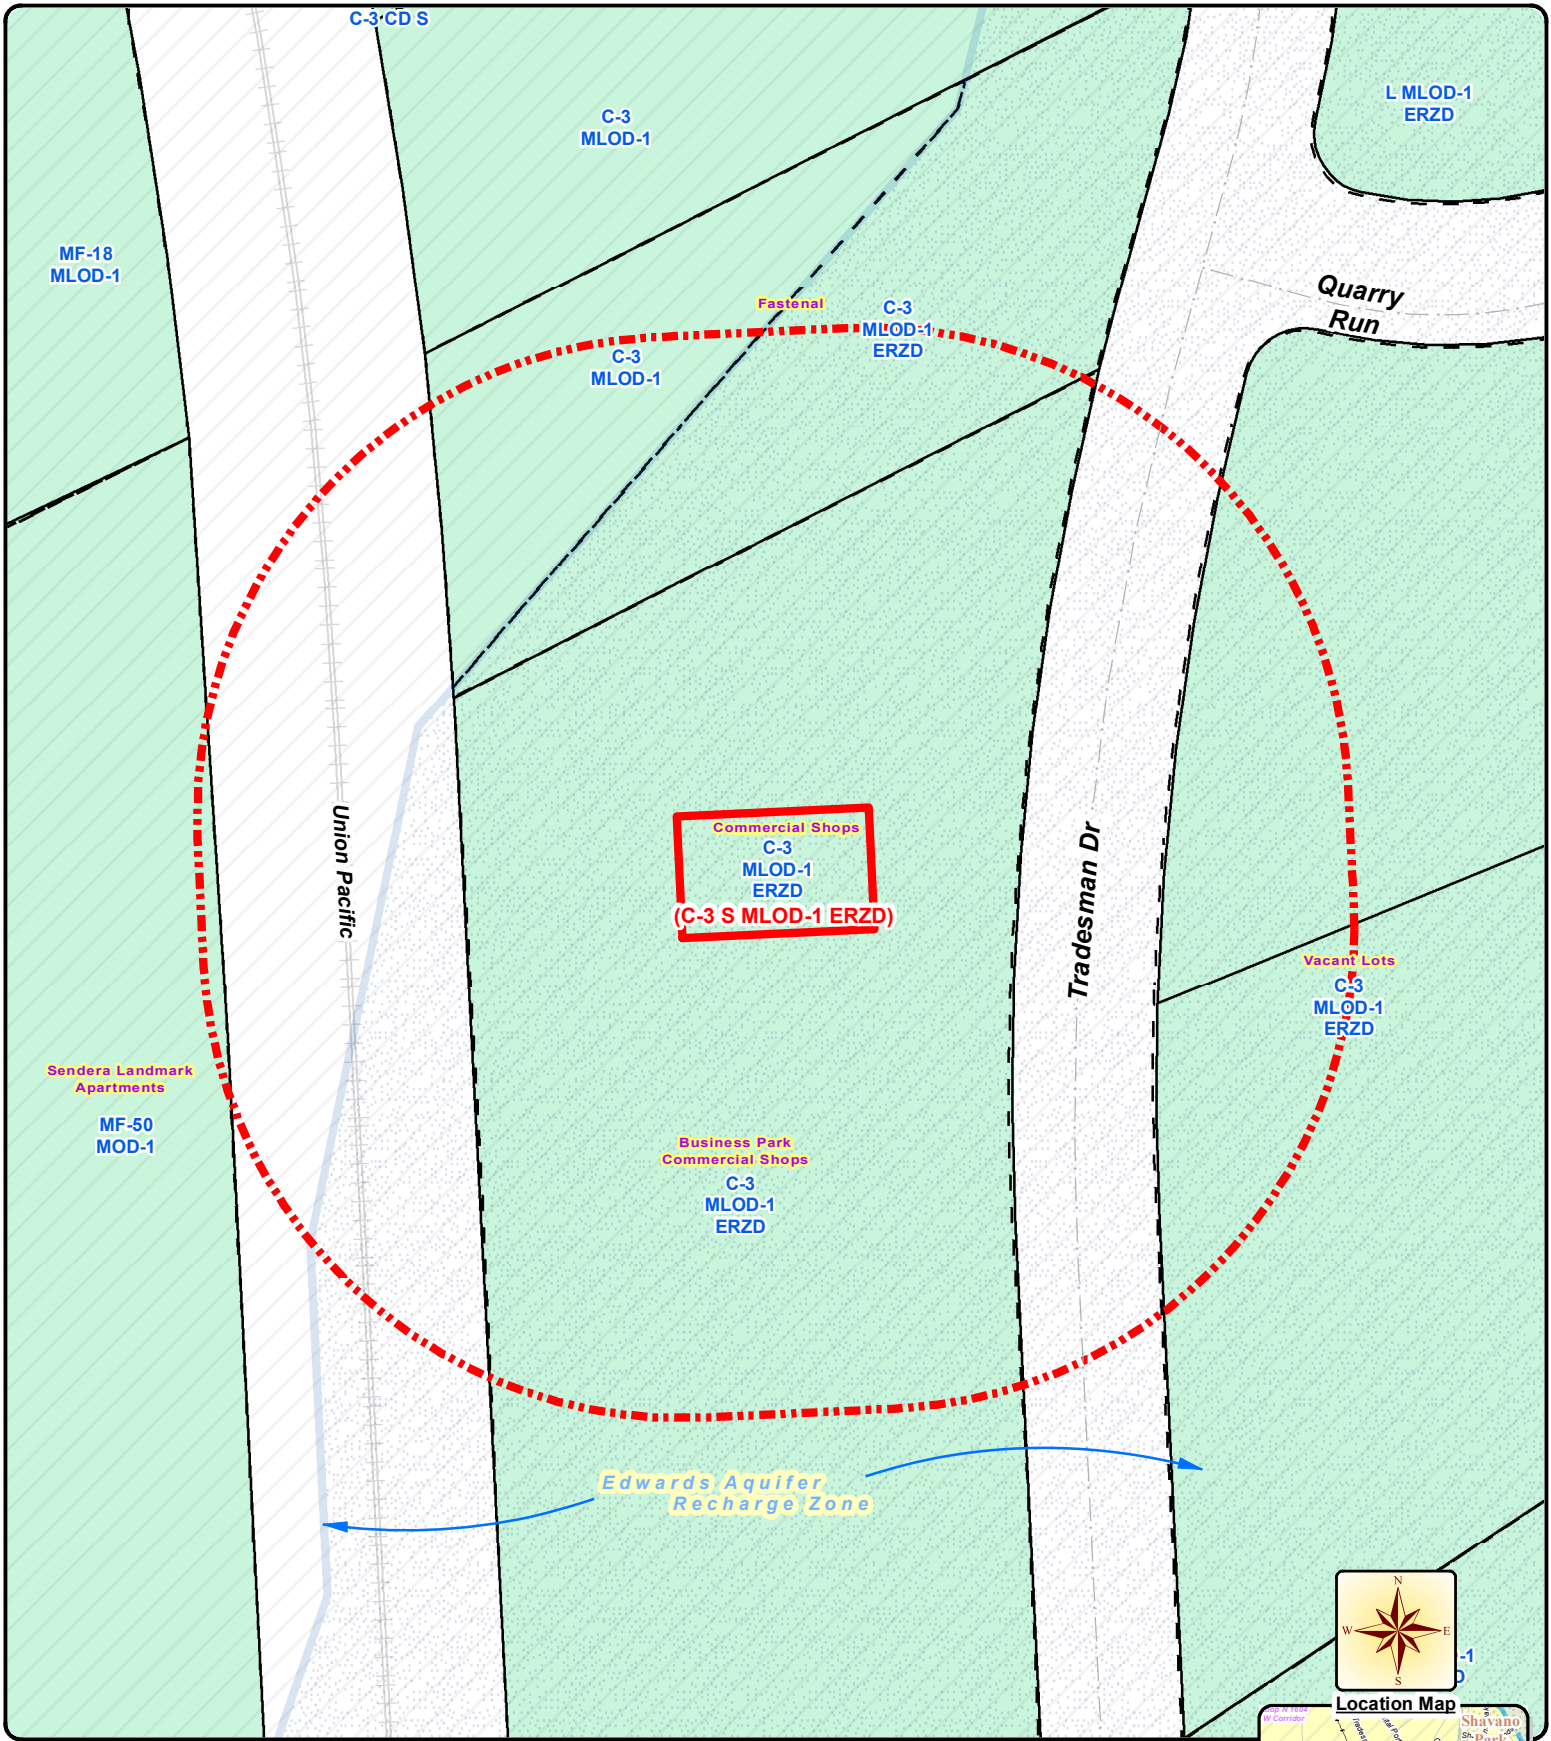 C-3 CD S
C-3
MLOD-1
L MLOD-1
ERZD
MF-18
MLOD-1
Quarry
Run
Fastenal
C-3
MLOD-1
ERZD
C-3
MLOD-1
Union Pacific
Commercial Shops
C-3
MLOD-1
ERZD
(C-3 S MLOD-1 ERZD)
Tradesman Dr
Vacant Lots
C-3
MLOD-1
ERZD
Sendera Landmark
Apartments
MF-50
MOD-1
Business Park
Commercial Shops
C-3
MLOD-1
ERZD
Edwards Aquifer
Recharge Zone
N
W
E
S
-1
Location Map
W Corridor
Shavano
Park